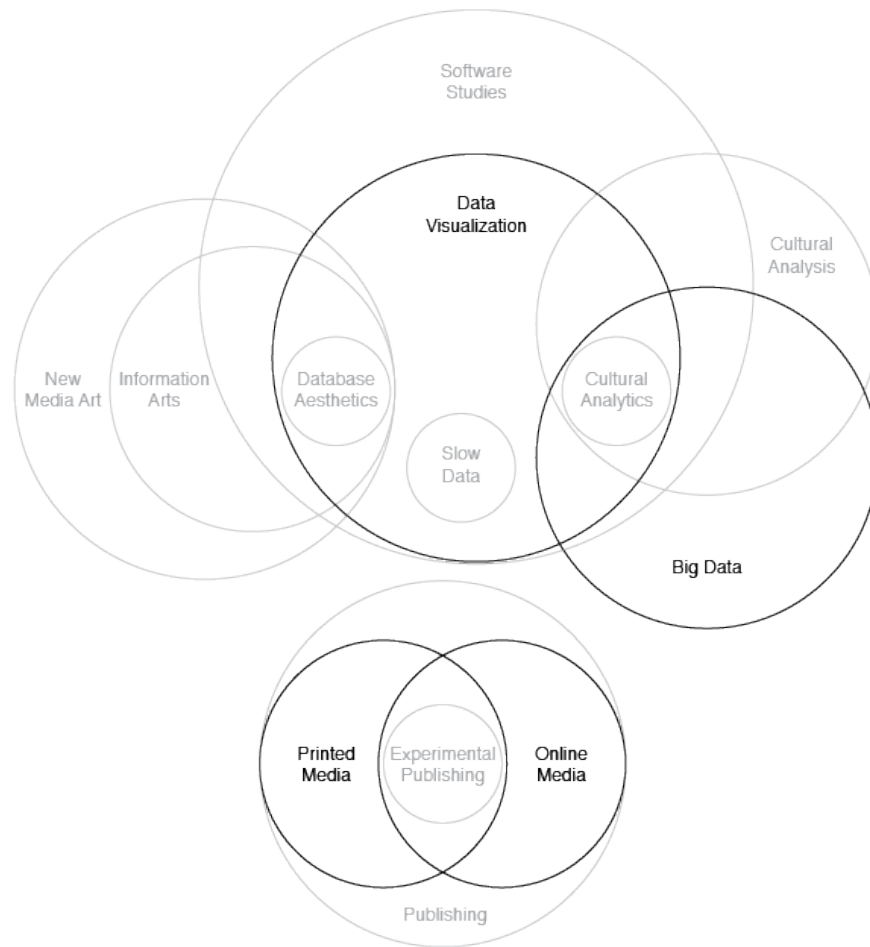 Software
Studies
Data
Visualization
Cultural
Analysis
New
Media Art
Information
Arts
Database
Aesthetics
Cultural
Analytics
Slow
Data
Big Data
Printed
Media
Experimental
Publishing
Online
Media
Publishing